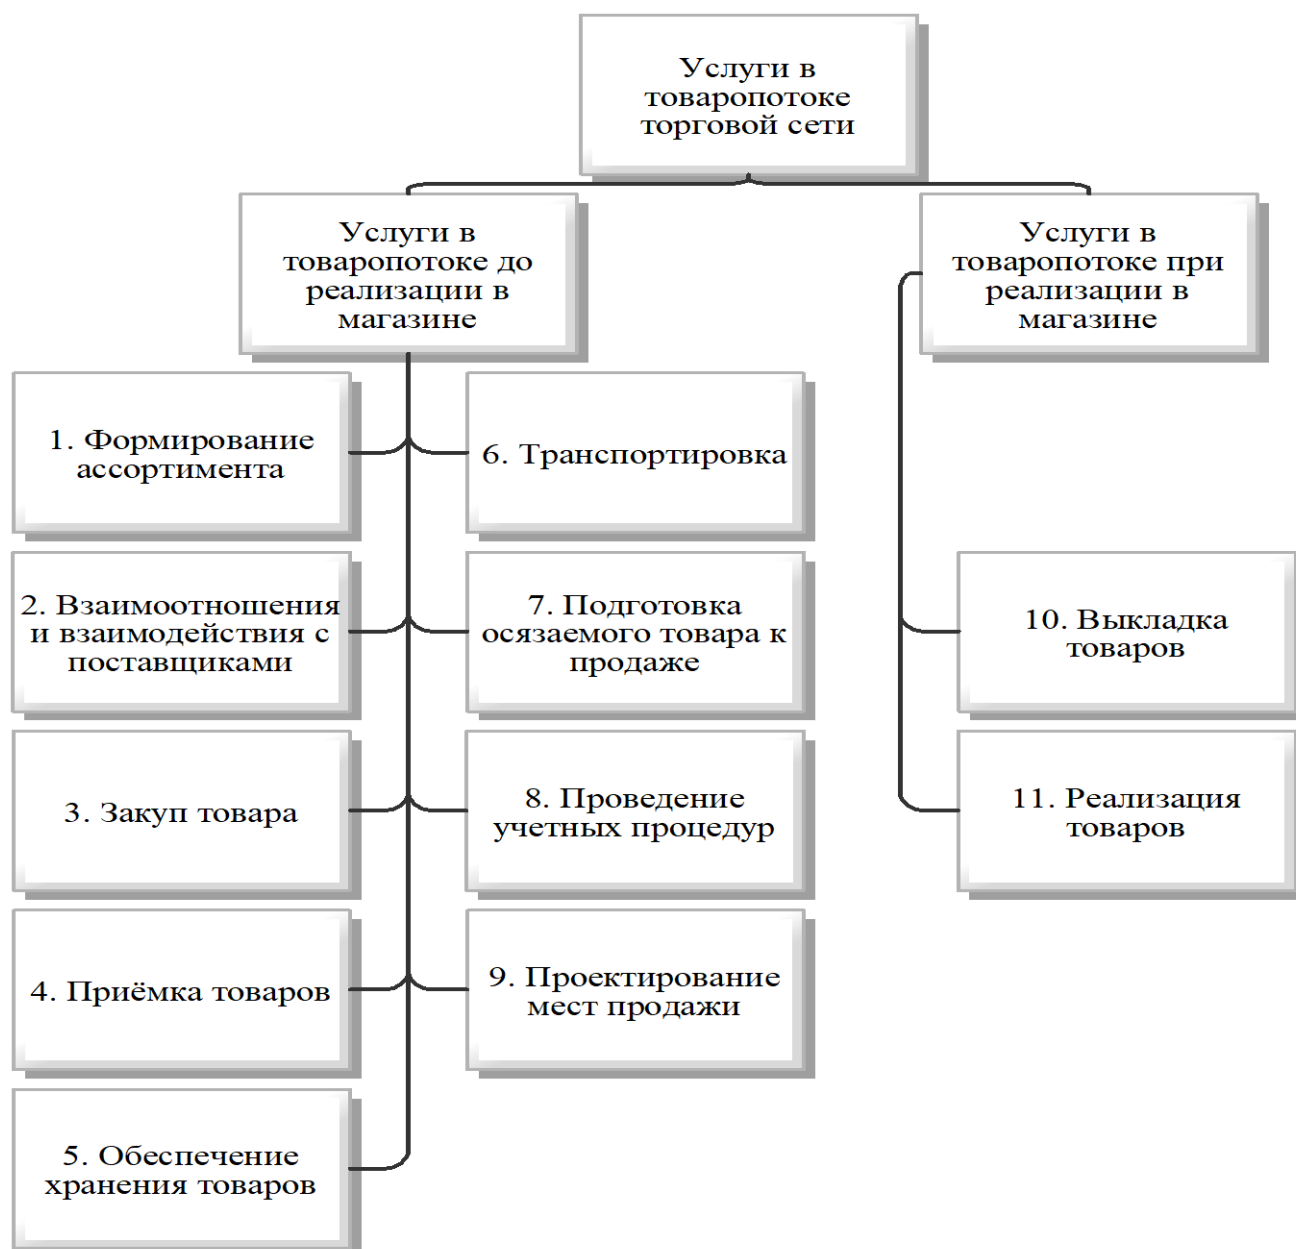 Услуги в
товаропотоке
торговой сети
Услуги в
товаропотоке до
реализации в
магазине
Услуги в
товаропотоке при
реализации в
магазине
1. Формирование
ассортимента
2. Взаимоотношения
и взаимодействия с
поставщиками
3. Закуп товара
4. Приёмка товаров
5. Обеспечение
хранения товаров
6. Транспортировка
7. Подготовка
осязаемого товара к
продаже
8. Проведение
учетных процедур
9. Проектирование
мест продажи
10. Выкладка
товаров
11. Реализация
товаров